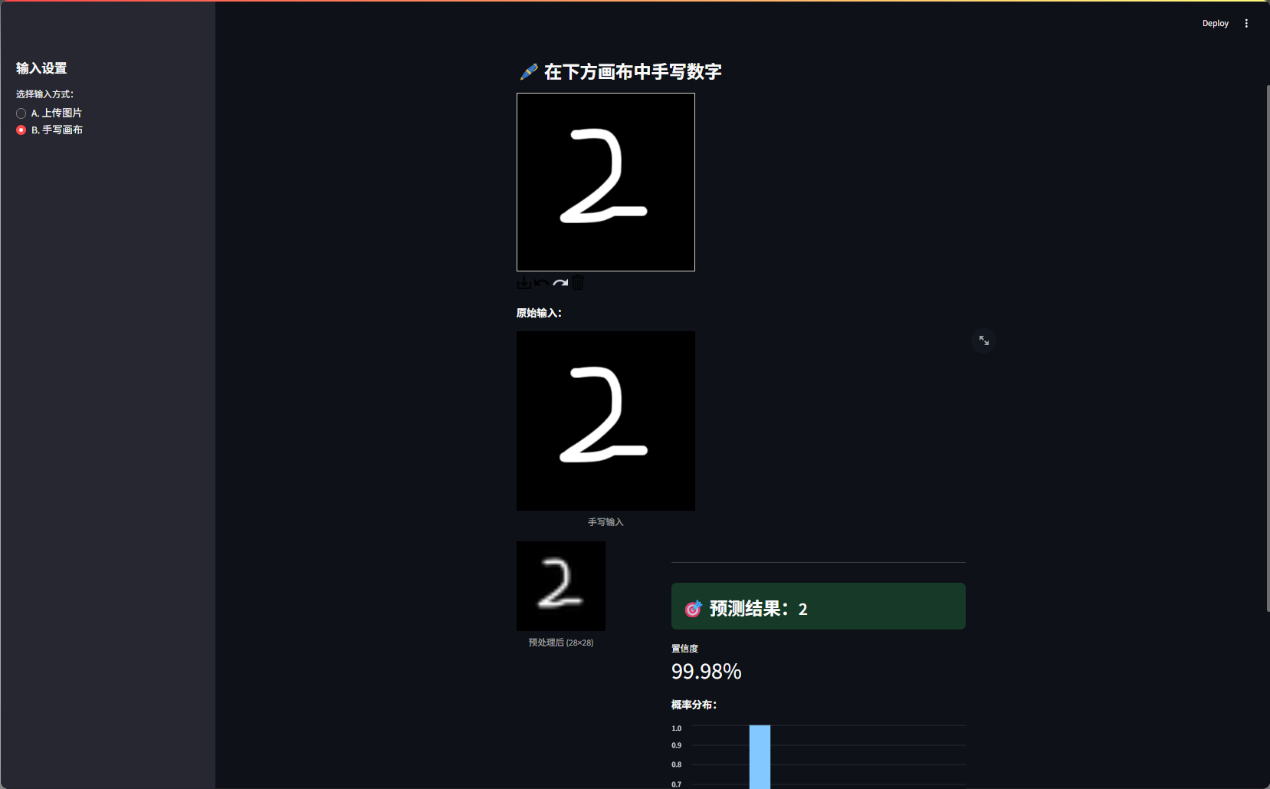 Deploy
输入设置
选择输入方式：
A. 上传图片
B. 手写画布
在下方画布中手写数字
2
原始输入：
2
手写输入
2
预处理后 (28×28)
预测结果：2
置信度
99.98%
概率分布：
1.0
0.9
0.8
0.7